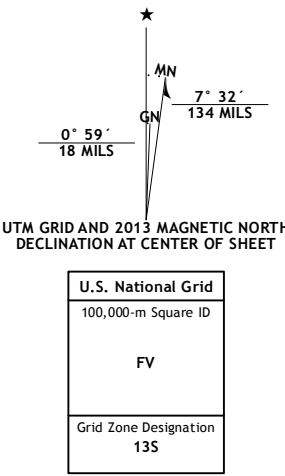 ★
MN
GN
7° 32´
134 MILS
0° 59´
18 MILS
UTM GRID AND 2013 MAGNETIC NORTH
DECLINATION AT CENTER OF SHEET
U.S. National Grid
100,000-m Square ID
FV
Grid Zone Designation
13S